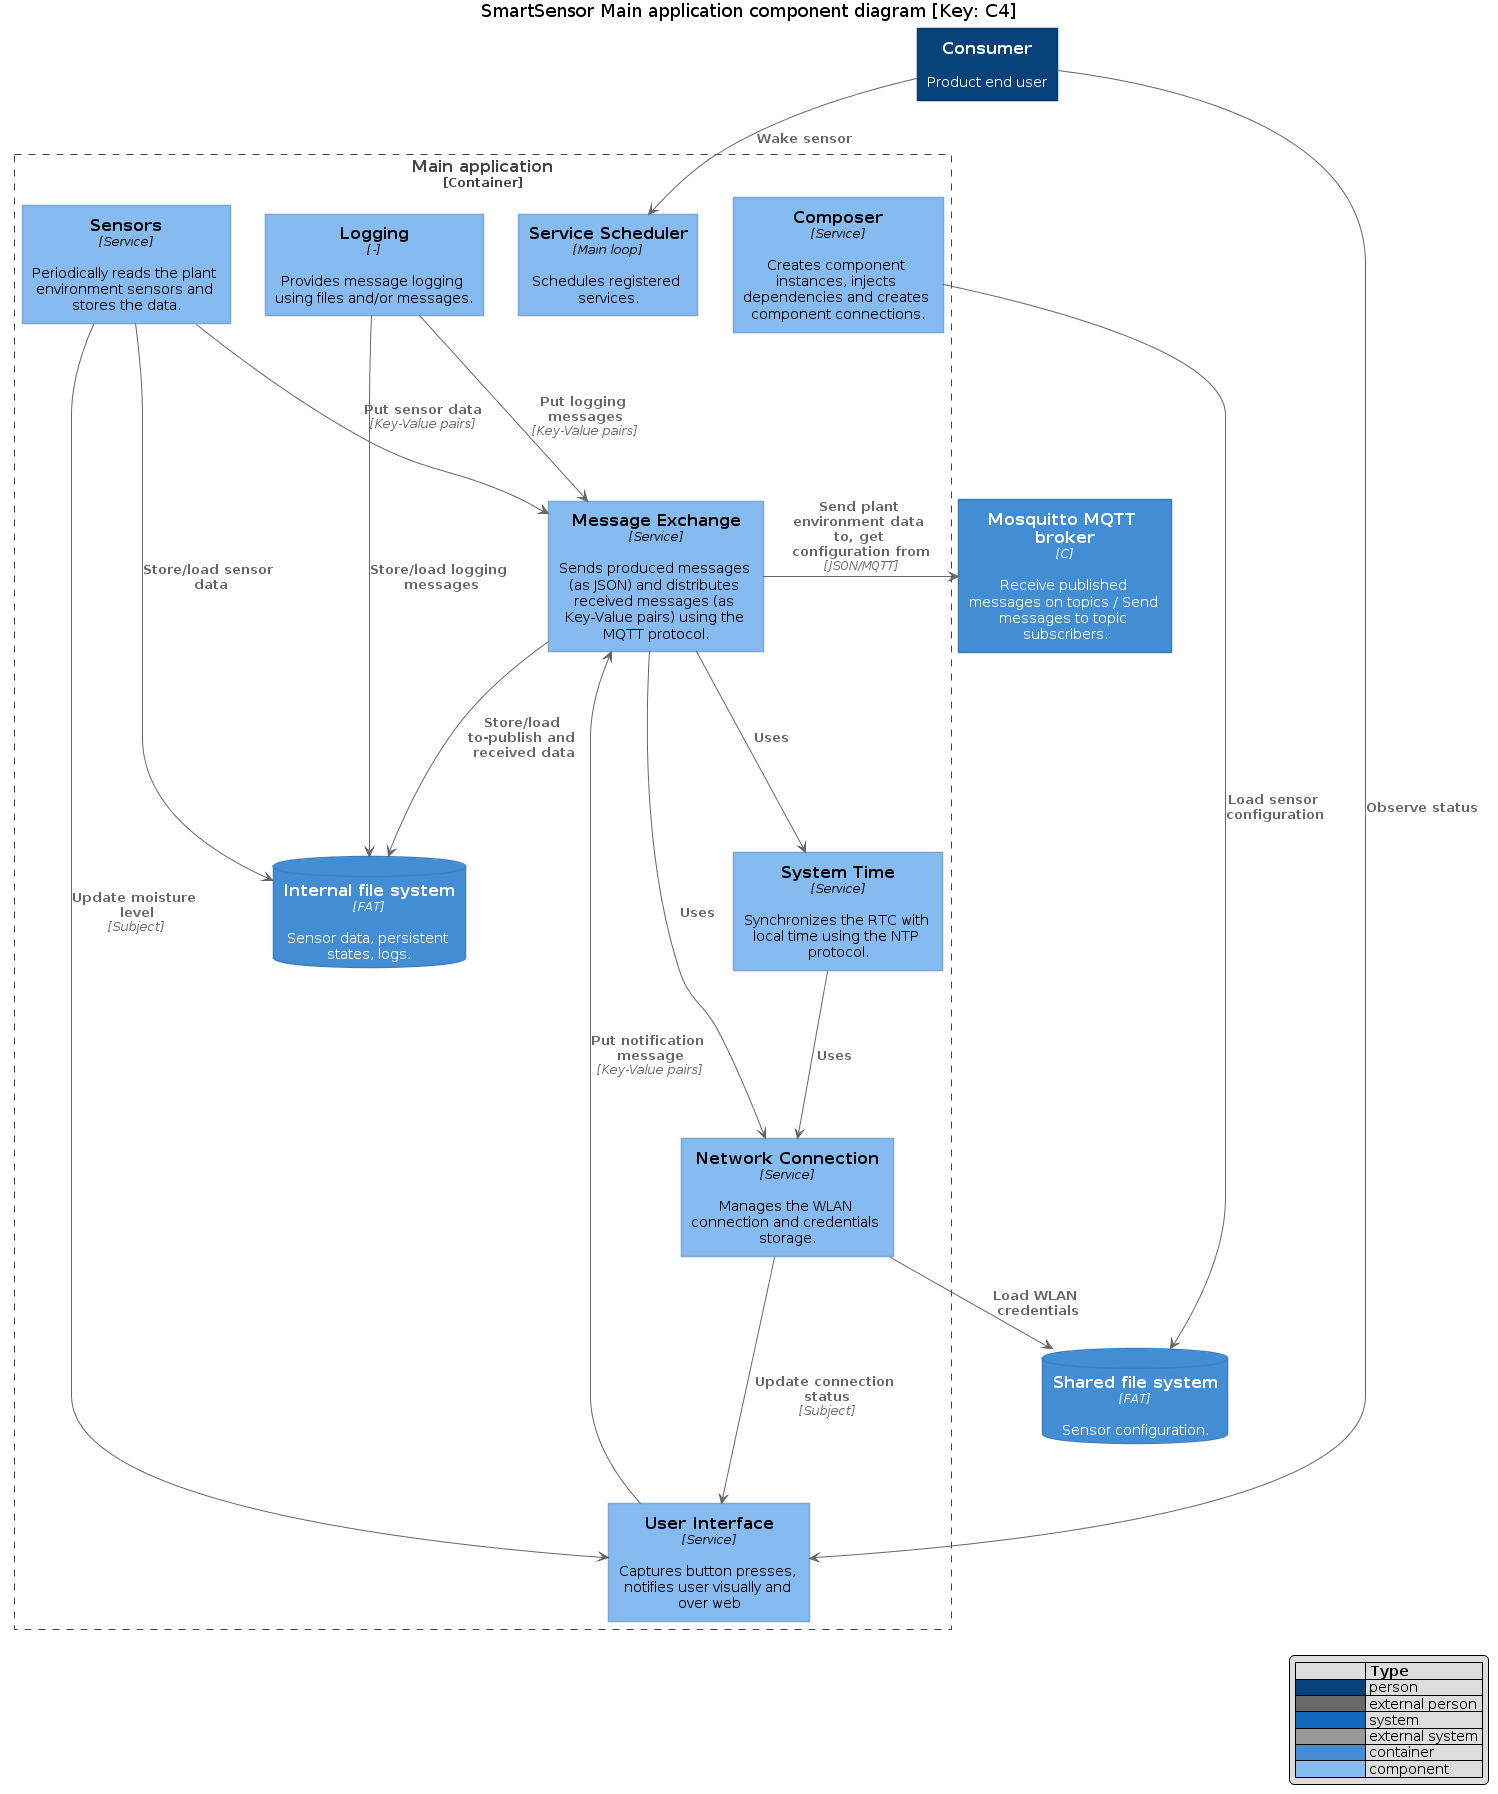 SmartSensor Main application component diagram [Key: C4]
Consumer
Product end user
Wake sensor
Main application
[Container]
Sensors
[Service]
Periodically reads the plant
environment sensors and
stores the data.
Logging
[-]
Provides message logging
using files and/or messages.
Service Scheduler
[Main loop]
Schedules registered
services.
Composer
[Service]
Creates component
instances, injects
dependencies and creates
component connections.
Put sensor data
[Key-Value pairs]
Put logging
messages
[Key-Value pairs]
Message Exchange
[Service]
Sends produced messages
(as JSON) and distributes
received messages (as
Key-Value pairs) using the
MQTT protocol.
Send plant
environment data
to, get
configuration from
[JSON/MQTT]
Mosquitto MQTT
broker
[C]
Receive published
messages on topics / Send
messages to topic
subscribers.
Store/load sensor
data
Store/load logging
messages
Store/load
to-publish and
received data
Uses
Load sensor
configuration
Observe status
Update moisture
level
[Subject]
Internal file system
[FAT]
Sensor data, persistent
states, logs.
Uses
System Time
[Service]
Synchronizes the RTC with
local time using the NTP
protocol.
Put notification
message
[Key-Value pairs]
Uses
Network Connection
[Service]
Manages the WLAN
connection and credentials
storage.
Load WLAN
credentials
Update connection
status
[Subject]
Shared file system
[FAT]
Sensor configuration.
User Interface
[Service]
Captures button presses,
notifies user visually and
over web
Type
person
external person
system
external system
container
component